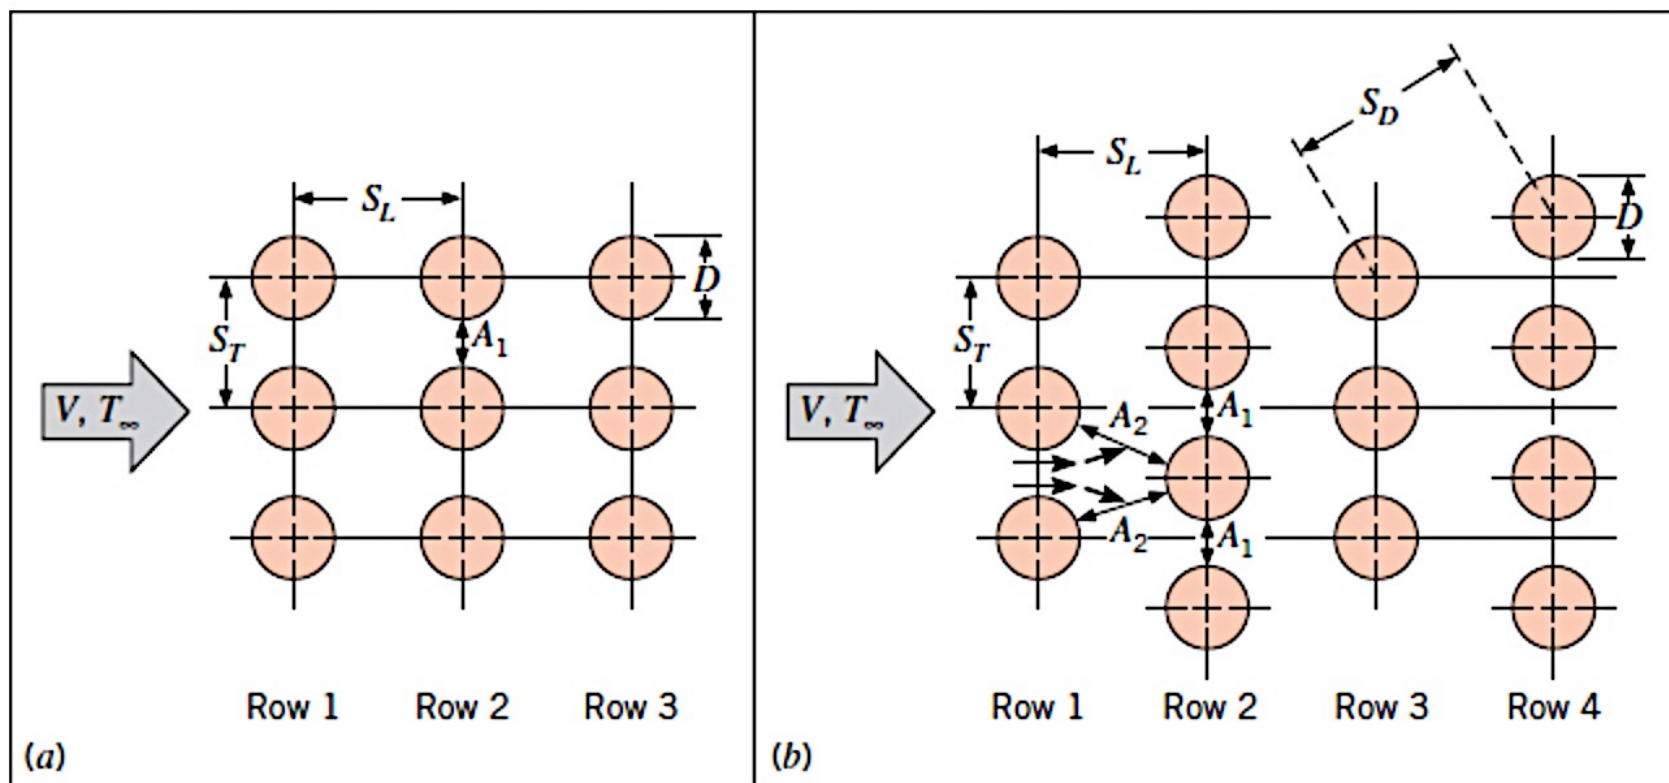 S_L
D
S_T
A_1
V, T_∞
Row 1 Row 2 Row 3
(a)
S_D
S_L
D
S_T
A_2 A_1
V, T_∞
A_2 A_1
Row 1 Row 2 Row 3 Row 4
(b)